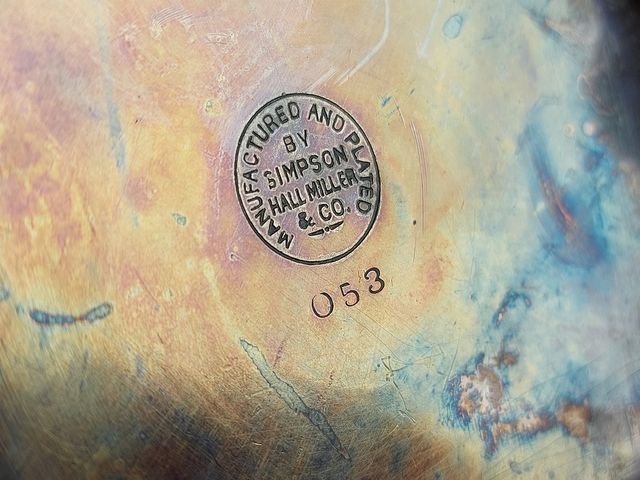 MANUFACTURED AND PLATED
BY
SIMPSON
HALL MILLER
& CO.
053